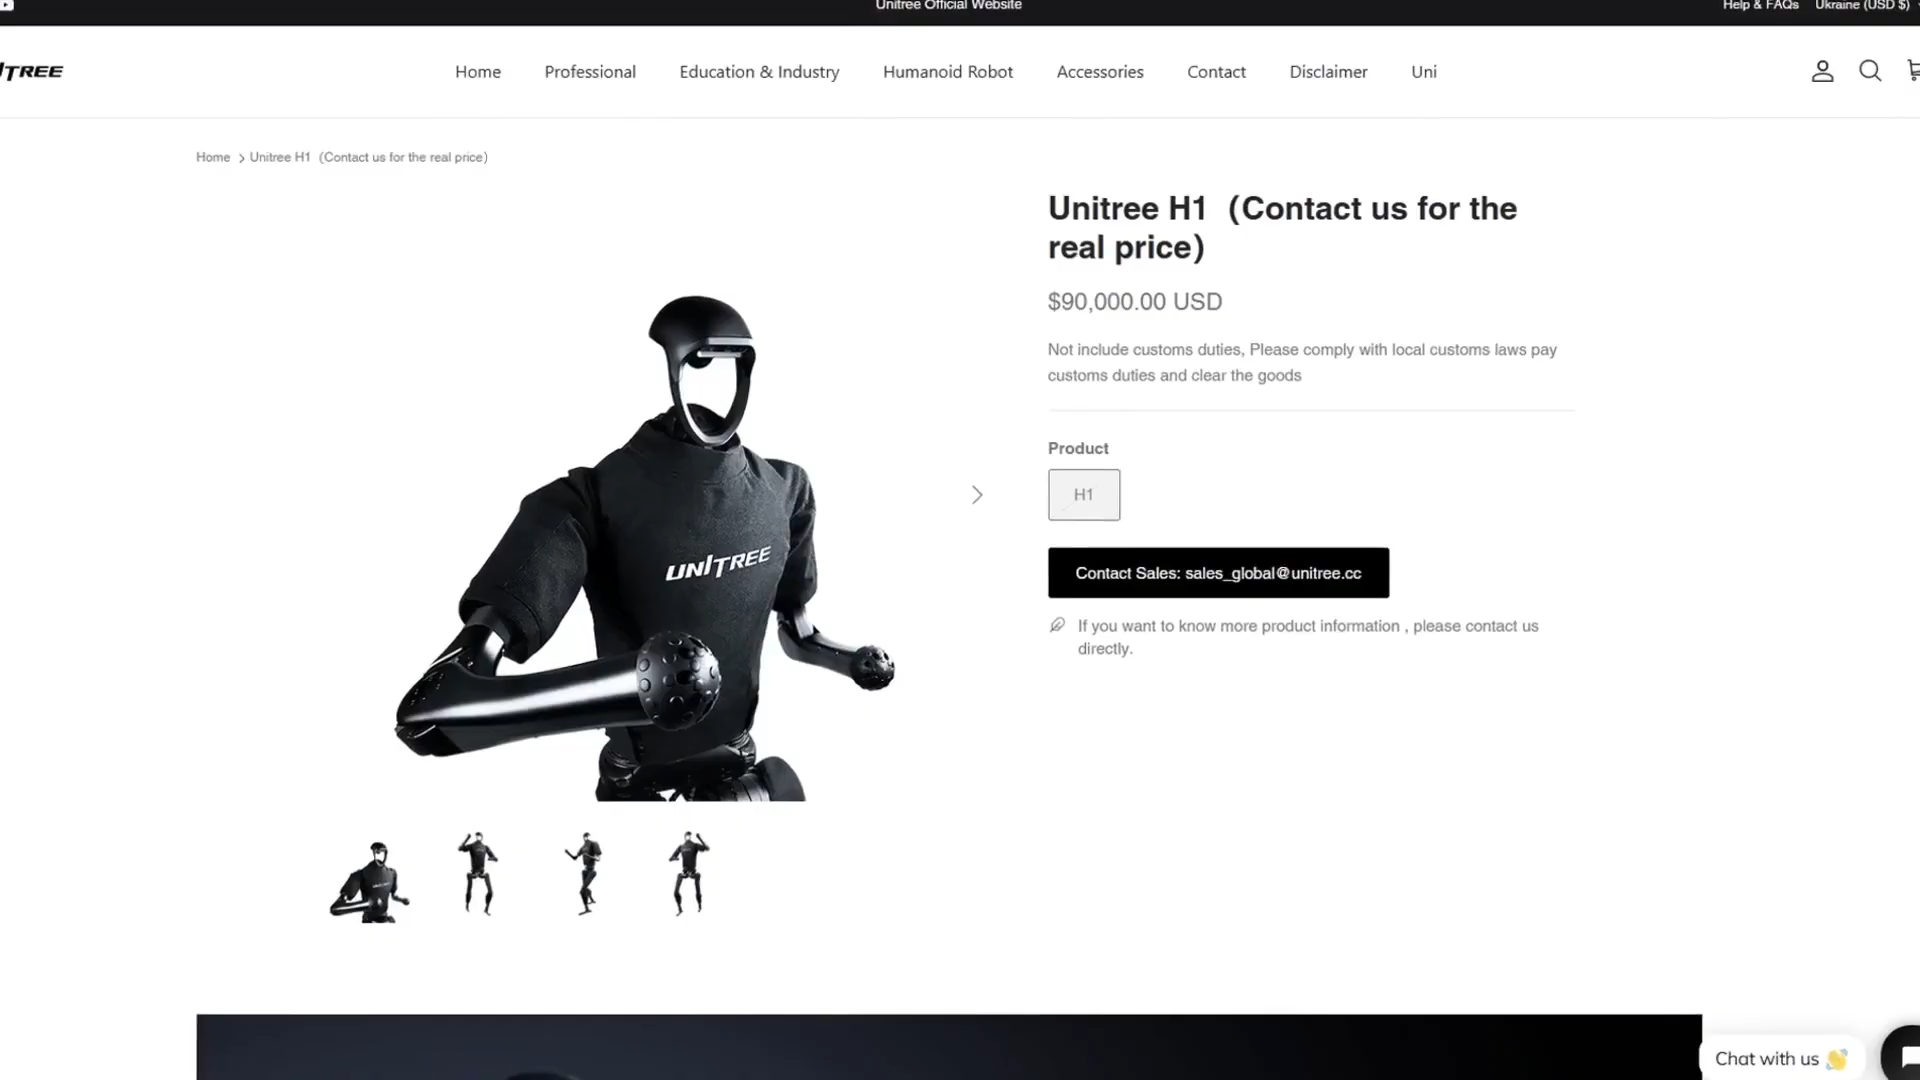 Unitree Official Website
Help & FAQs
Ukraine (USD $)
UNITREE
Home
Professional
Education & Industry
Humanoid Robot
Accessories
Contact
Disclaimer
Uni
Home > Unitree H1（Contact us for the real price）
Unitree H1（Contact us for the
real price）
$90,000.00 USD
Not include customs duties, Please comply with local customs laws pay
customs duties and clear the goods
Product
H1
Contact Sales: sales_global@unitree.cc
If you want to know more product information , please contact us
directly.
UNITREE
Chat with us 👋